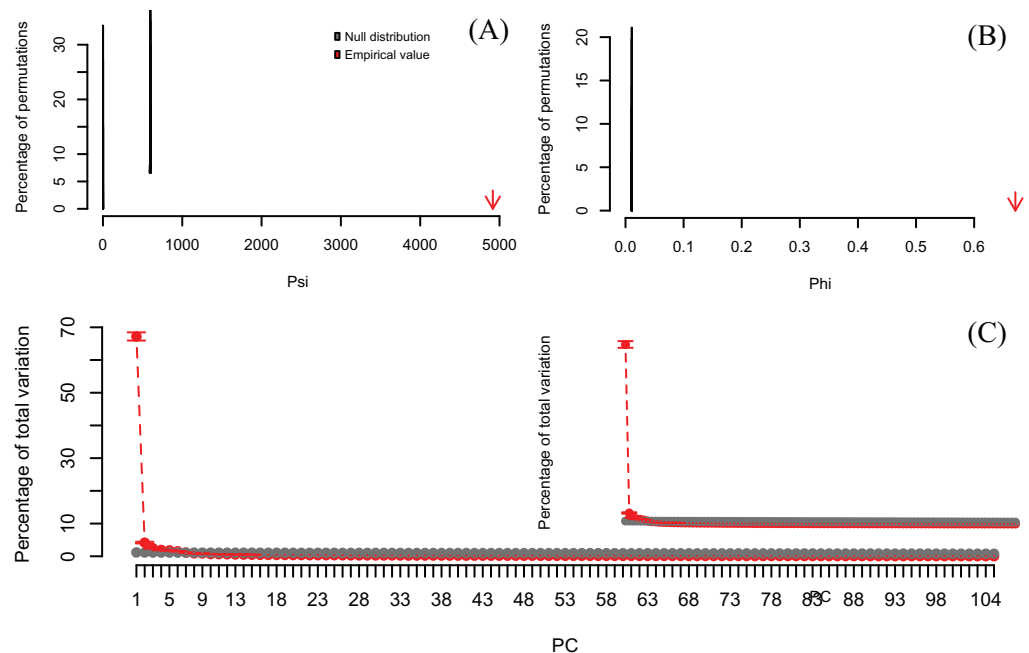 (A)
Percentage of permutations
30
20
10
5
0
Null distribution
Empirical value
0 1000 2000 3000 4000 5000
Psi
(B)
Percentage of permutations
20
15
10
5
0
0.0 0.1 0.2 0.3 0.4 0.5 0.6
Phi
(C)
Percentage of total variation
70
50
30
10
0
Percentage of total variation
1 5 9 13 18 23 28 33 38 43 48 53 58 63 68 73 78 83 88 93 98 104
PC
PC